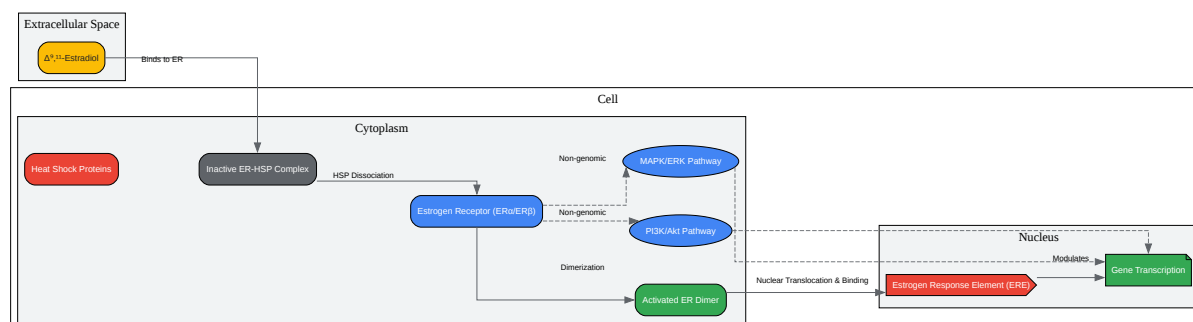 Extracellular Space
Δ⁹,¹¹-Estradiol
Binds to ER
Cell
Cytoplasm
Heat Shock Proteins
Inactive ER-HSP Complex
HSP Dissociation
Estrogen Receptor (ERα/ERβ)
Non-genomic
MAPK/ERK Pathway
Non-genomic
PI3K/Akt Pathway
Dimerization
Activated ER Dimer
Nuclear Translocation & Binding
Nucleus
Modulates
Estrogen Response Element (ERE)
Gene Transcription